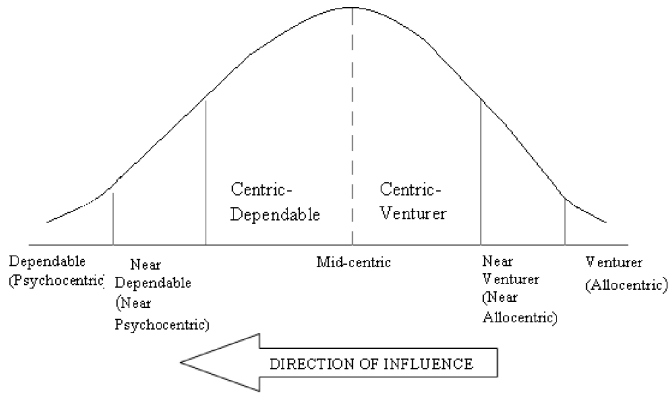 Centric-
Dependable
Centric-
Venturer
Dependable
(Psychocentric)
Near
Dependable
(Near
Psychocentric)
Mid-centric
Near
Venturer
(Near
Allocentric)
Venturer
(Allocentric)
DIRECTION OF INFLUENCE